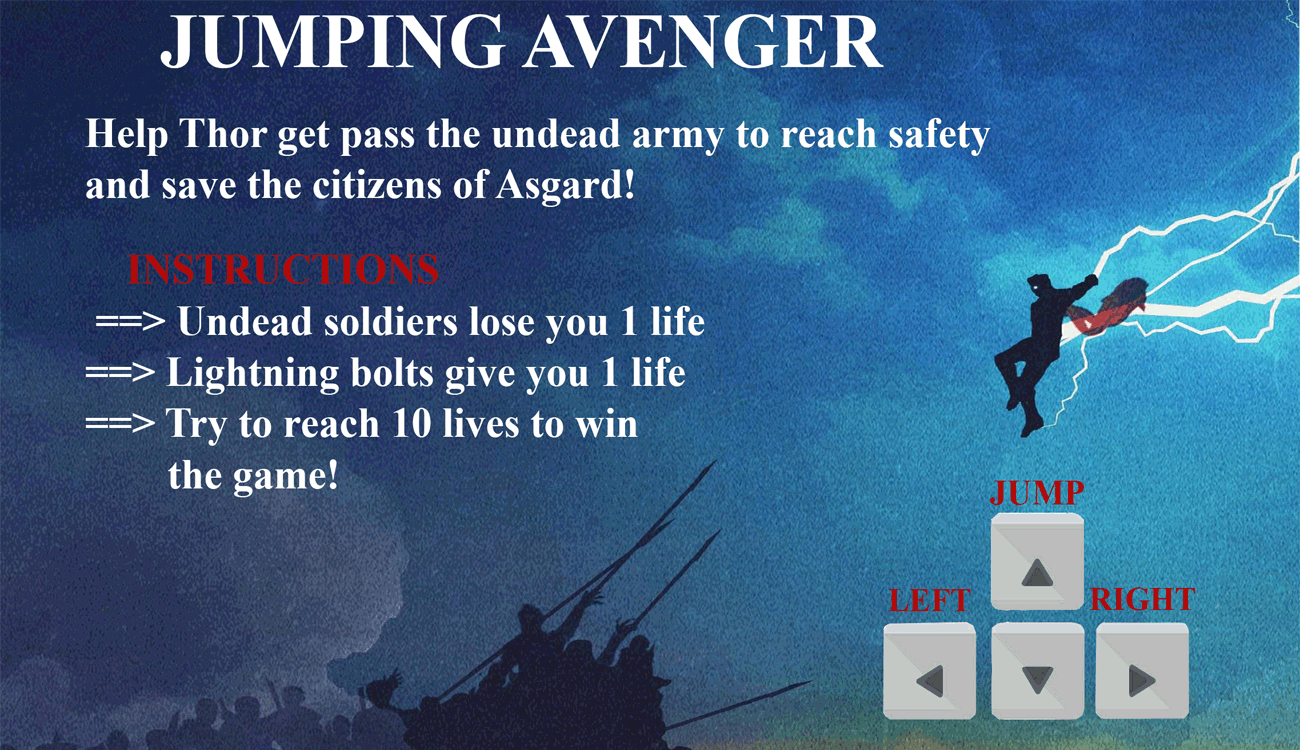 JUMPING AVENGER
Help Thor get pass the undead army to reach safety
and save the citizens of Asgard!
INSTRUCTIONS
==> Undead soldiers lose you 1 life
==> Lightning bolts give you 1 life
==> Try to reach 10 lives to win
the game!
JUMP
LEFT
RIGHT